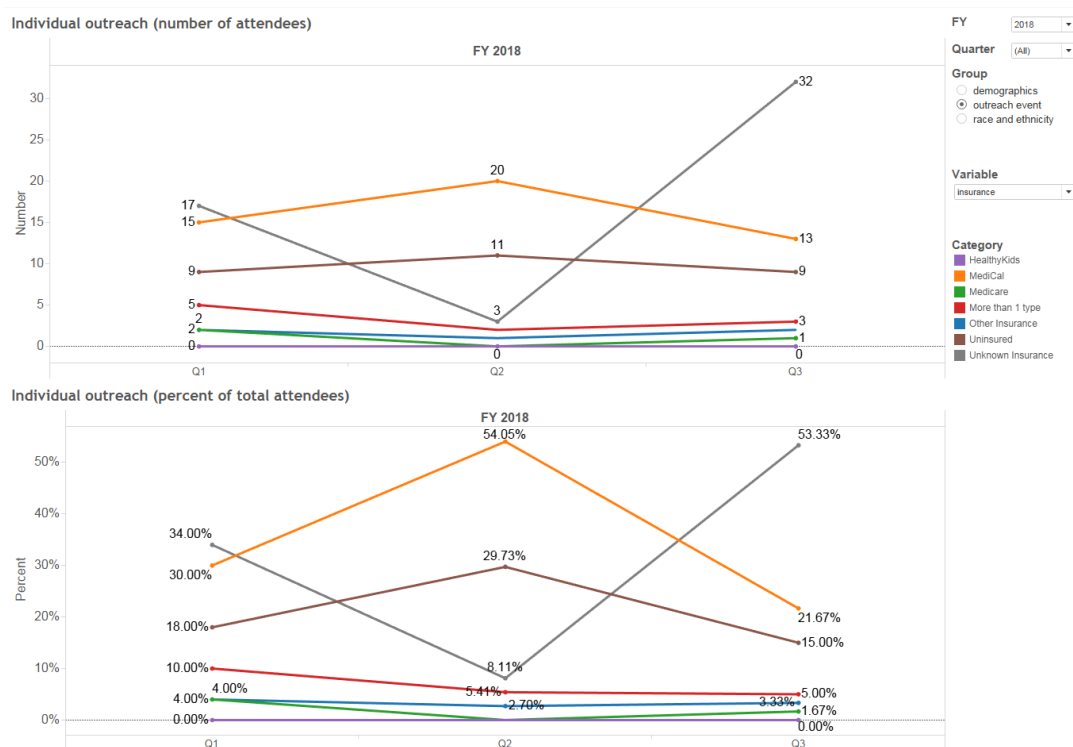 Individual outreach (number of attendees)
FY 2018
Number
30
25
20
15
10
5
0
17
15
9
5
2
2
0
20
11
3
0
32
13
9
3
1
0
Q1
Q2
Q3
Individual outreach (percent of total attendees)
FY 2018
Percent
50%
40%
30%
20%
10%
0%
34.00%
30.00%
18.00%
10.00%
4.00%
4.00%
0.00%
54.05%
29.73%
8.11%
5.41%
2.70%
53.33%
21.67%
15.00%
5.00%
3.33%
1.67%
0.00%
Q1
Q2
Q3
FY
2018
Quarter
(All)
Group
demographics
outreach event
race and ethnicity
Variable
insurance
Category
HealthyKids
MediCal
Medicare
More than 1 type
Other Insurance
Uninsured
Unknown Insurance